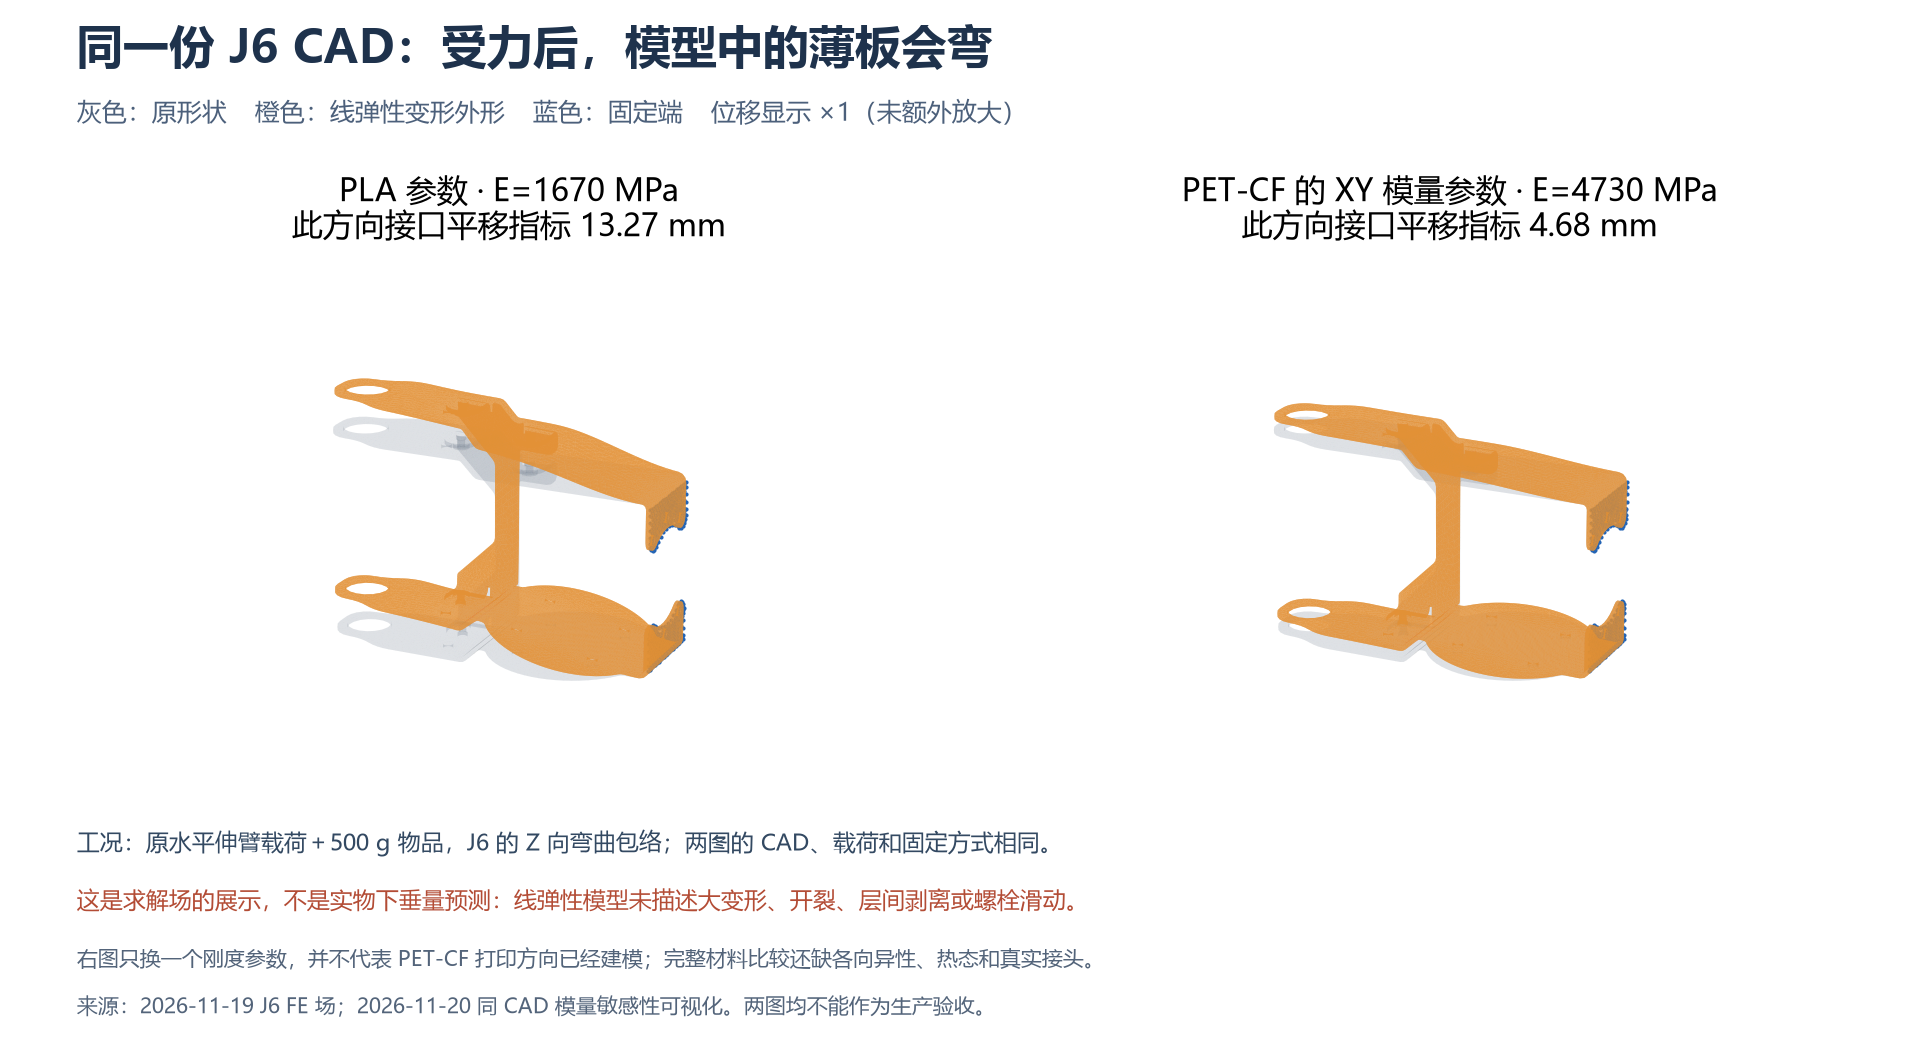 同一份 J6 CAD：受力后，模型中的薄板会弯
灰色：原形状 橙色：线弹性变形外形 蓝色：固定端 位移显示 ×1（未额外放大）
PLA 参数 · E=1670 MPa
此方向接口平移指标 13.27 mm
PET-CF 的 XY 模量参数 · E=4730 MPa
此方向接口平移指标 4.68 mm
工况：原水平伸臂载荷＋500 g 物品，J6 的 Z 向弯曲包络；两图的 CAD、载荷和固定方式相同。
这是求解场的展示，不是实物下垂量预测：线弹性模型未描述大变形、开裂、层间剥离或螺栓滑动。
右图只换一个刚度参数，并不代表 PET-CF 打印方向已经建模；完整材料比较还缺各向异性、热态和真实接头。
来源：2026-11-19 J6 FE 场；2026-11-20 同 CAD 模量敏感性可视化。两图均不能作为生产验收。